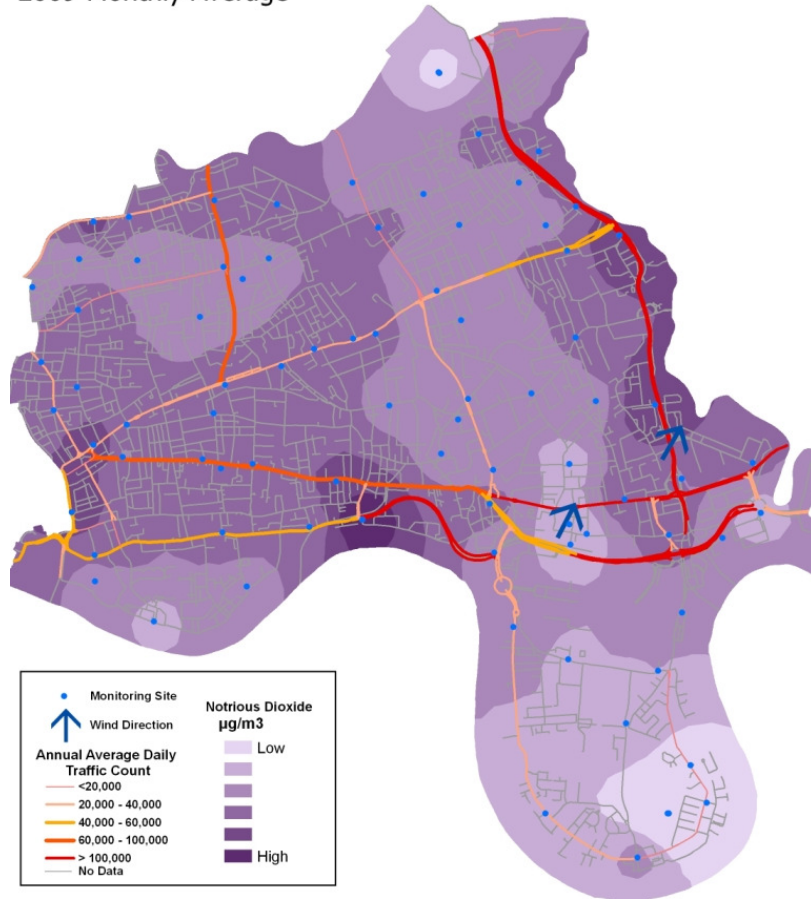 Monitoring Site
Wind Direction
Annual Average Daily
Traffic Count
<20,000
20,000 - 40,000
40,000 - 60,000
60,000 - 100,000
> 100,000
No Data
Notrious Dioxide
µg/m3
Low
High